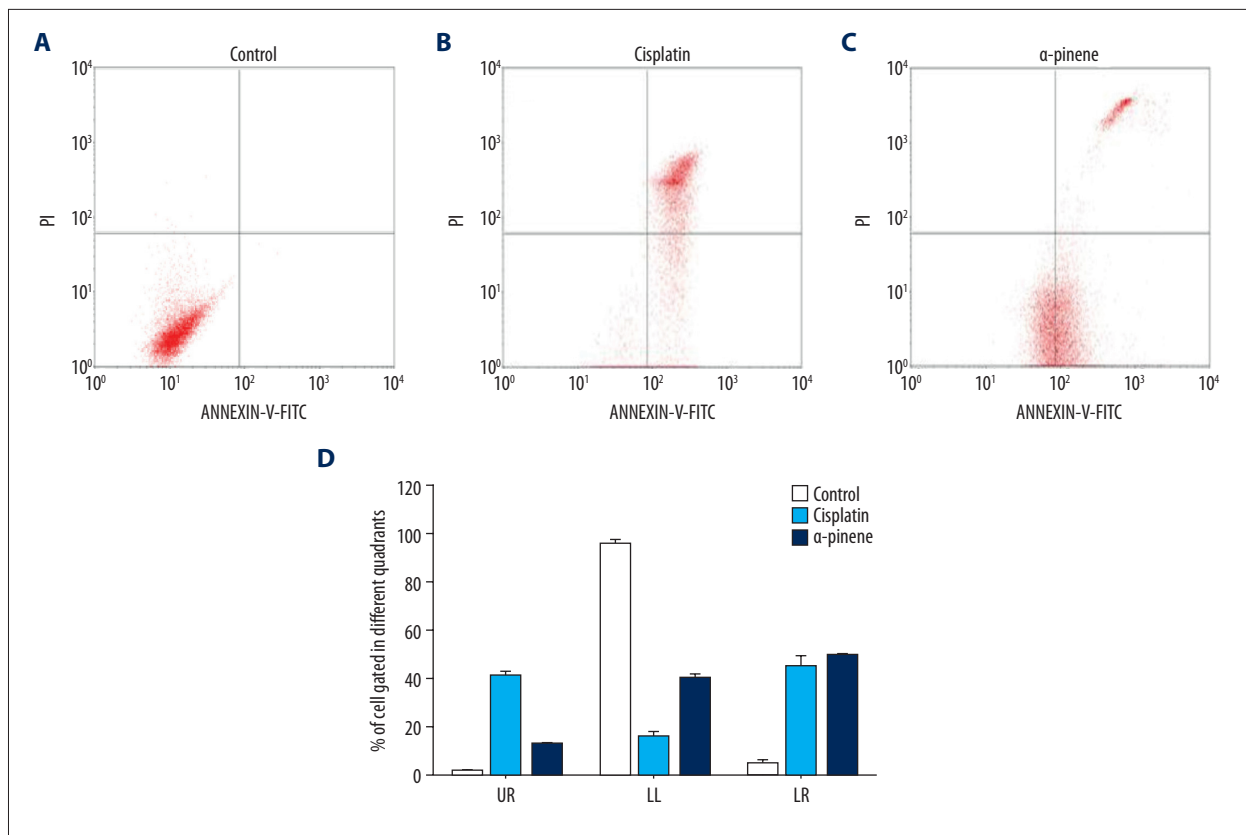 A
Control
10⁴
10³
10²
10¹
10⁰
PI
10⁰ 10¹ 10² 10³ 10⁴
ANNEXIN-V-FITC
B
Cisplatin
10⁴
10³
10²
10¹
10⁰
PI
10⁰ 10¹ 10² 10³ 10⁴
ANNEXIN-V-FITC
C
α-pinene
10⁴
10³
10²
10¹
10⁰
PI
10⁰ 10¹ 10² 10³ 10⁴
ANNEXIN-V-FITC
D
120
100
80
60
40
20
0
% of cell gated in different quadrants
Control
Cisplatin
α-pinene
UR LL LR